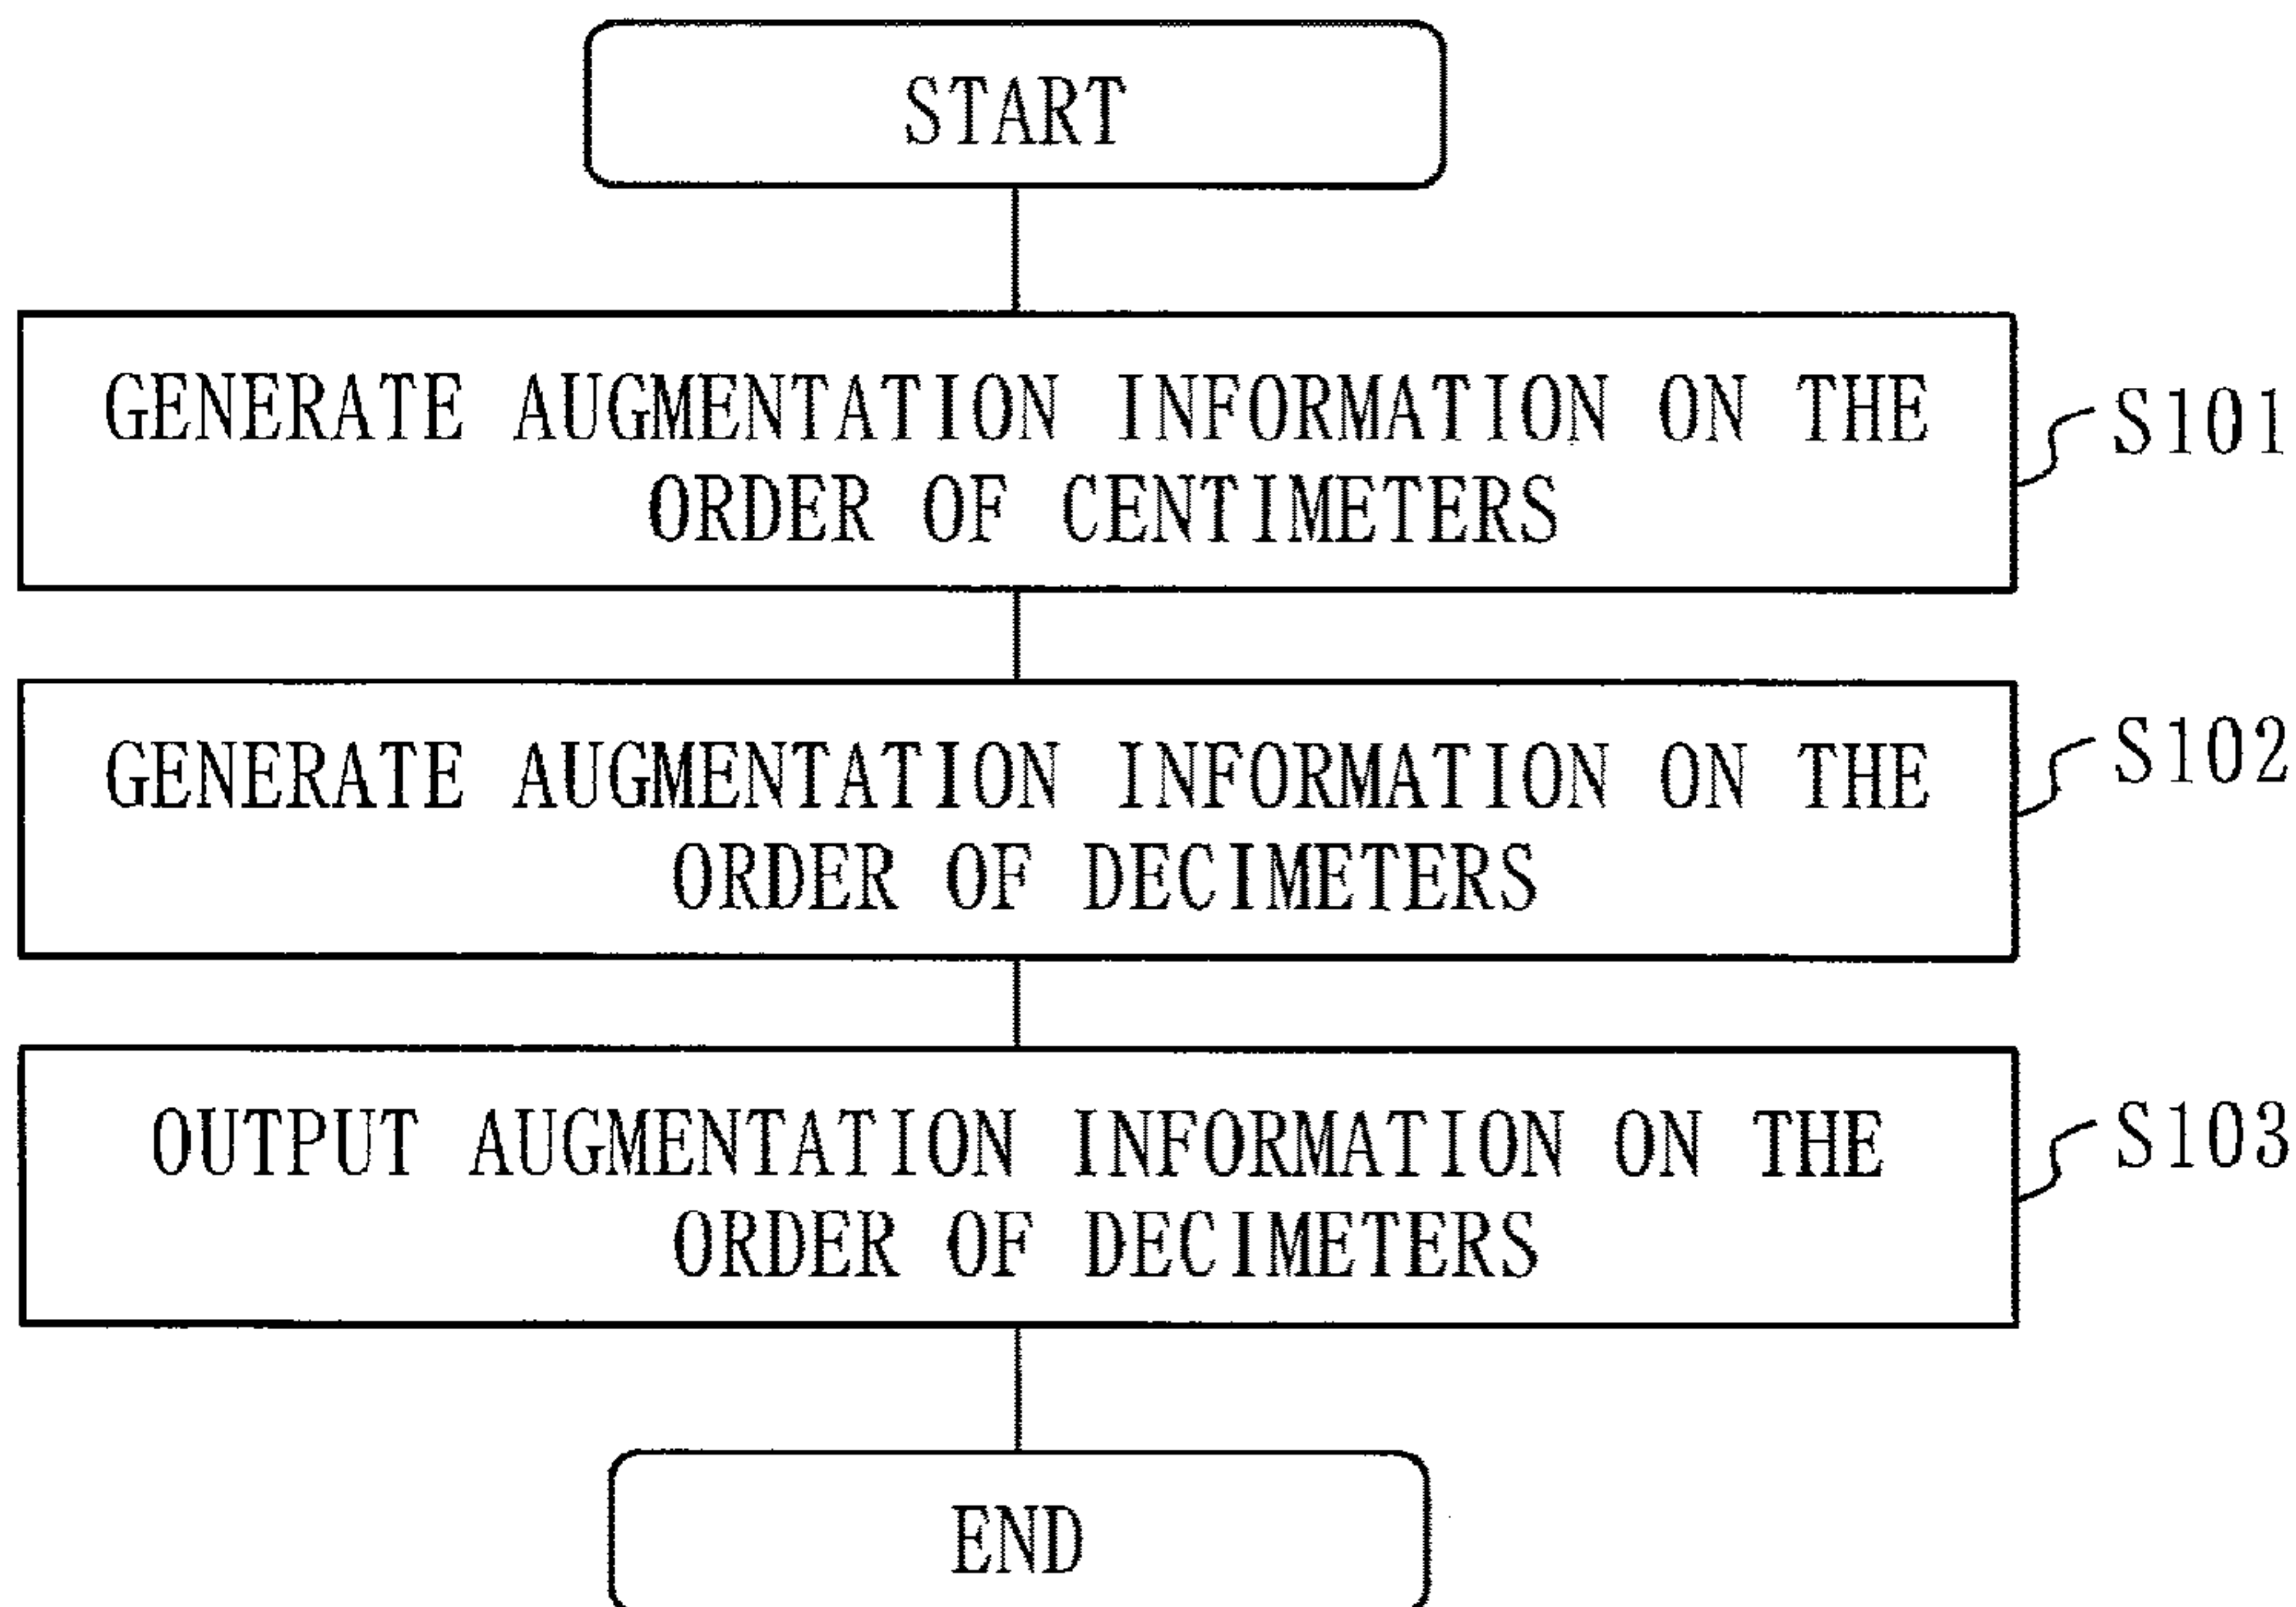 START
GENERATE AUGMENTATION INFORMATION ON THE
ORDER OF CENTIMETERS
S101
GENERATE AUGMENTATION INFORMATION ON THE
ORDER OF DECIMETERS
S102
OUTPUT AUGMENTATION INFORMATION ON THE
ORDER OF DECIMETERS
S103
END